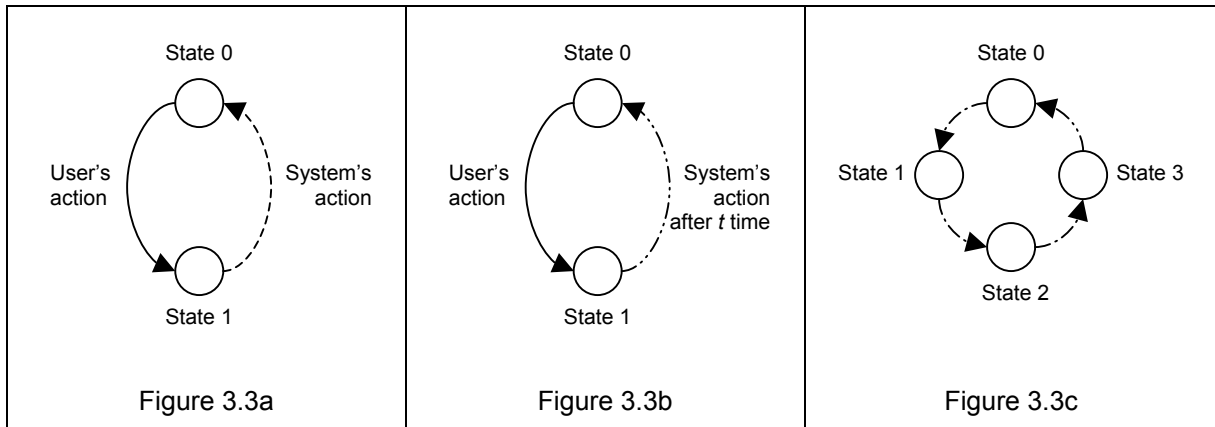 State 0
User's
action
System's
action
State 1
Figure 3.3a
State 0
User's
action
System's
action
after t time
State 1
Figure 3.3b
State 0
State 1
State 3
State 2
Figure 3.3c